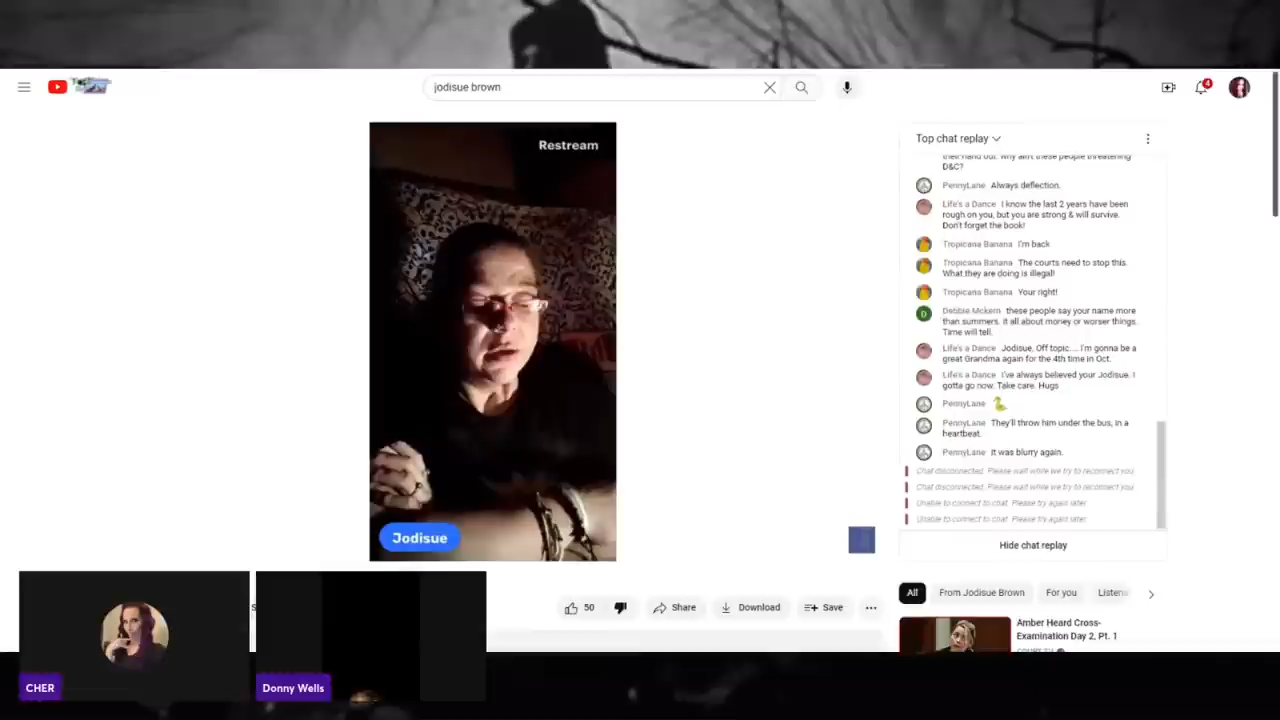 jodisue brown
4
Restream
Jodisue
Top chat replay
their hand out. Why ain't these people threatening
D&C?
PennyLane Always deflection.
Life's a Dance I know the last 2 years have been
rough on you, but you are strong & will survive.
Don't forget the book!
Tropicana Banana I'm back
Tropicana Banana The courts need to stop this.
What they are doing is illegal!
Tropicana Banana Your right!
D
Debbie Mckern these people say your name more
than summers. it all about money or worser things.
Time will tell.
Life's a Dance Jodisue, Off topic.... I'm gonna be a
great Grandma again for the 4th time in Oct.
Life's a Dance I've always believed your Jodisue. I
gotta go now. Take care. Hugs
PennyLane
PennyLane They'll throw him under the bus, in a
heartbeat.
PennyLane It was blurry again.
Chat disconnected. Please wait while we try to reconnect you
Chat disconnected. Please wait while we try to reconnect you
Unable to connect to chat. Please try again later.
Unable to connect to chat. Please try again later.
Hide chat replay
50
Share
Download
Save
All
From Jodisue Brown
For you
Amber Heard Cross-
Examination Day 2, Pt. 1
CHER
Donny Wells